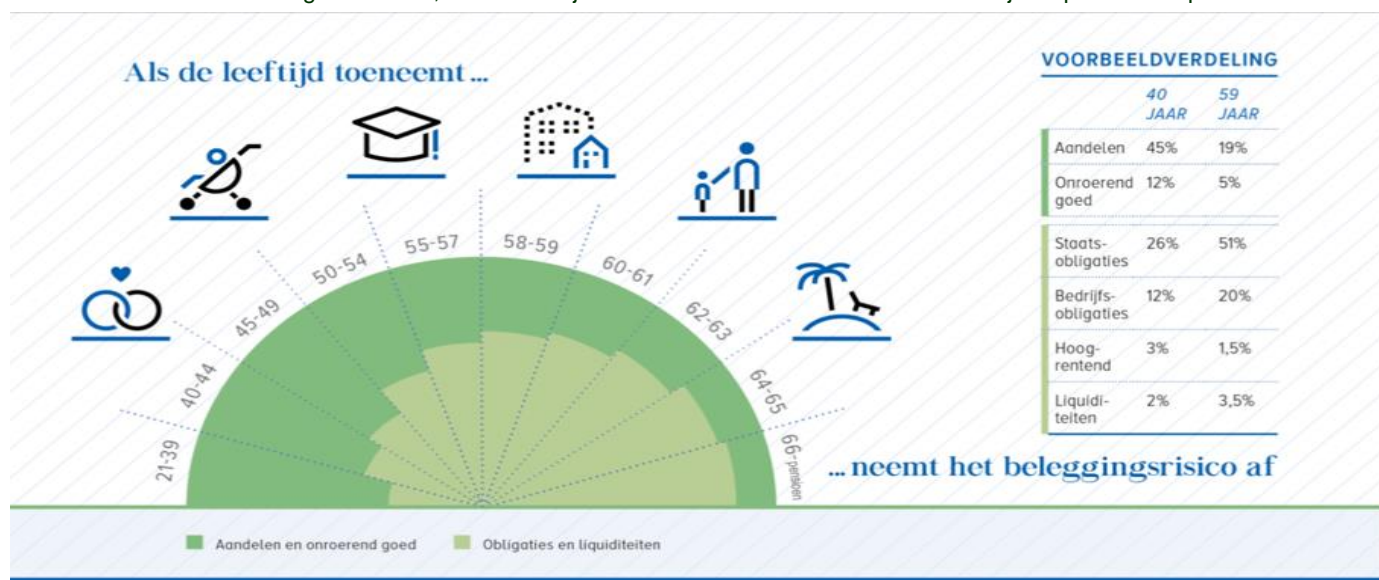 Als de leeftijd toeneemt...
21-39
40-44
45-49
50-54
55-57
58-59
60-61
62-63
64-65
66-pensioen
VOORBEELDVERDELING
40 JAAR
59 JAAR
Aandelen 45% 19%
Onroerend goed 12% 5%
Staats-
obligaties 26% 51%
Bedrijfs-
obligaties 12% 20%
Hoog-
rentend 3% 1,5%
Liquidi-
teiten 2% 3,5%
...neemt het beleggingsrisico af
Aandelen en onroerend goed
Obligaties en liquiditeiten